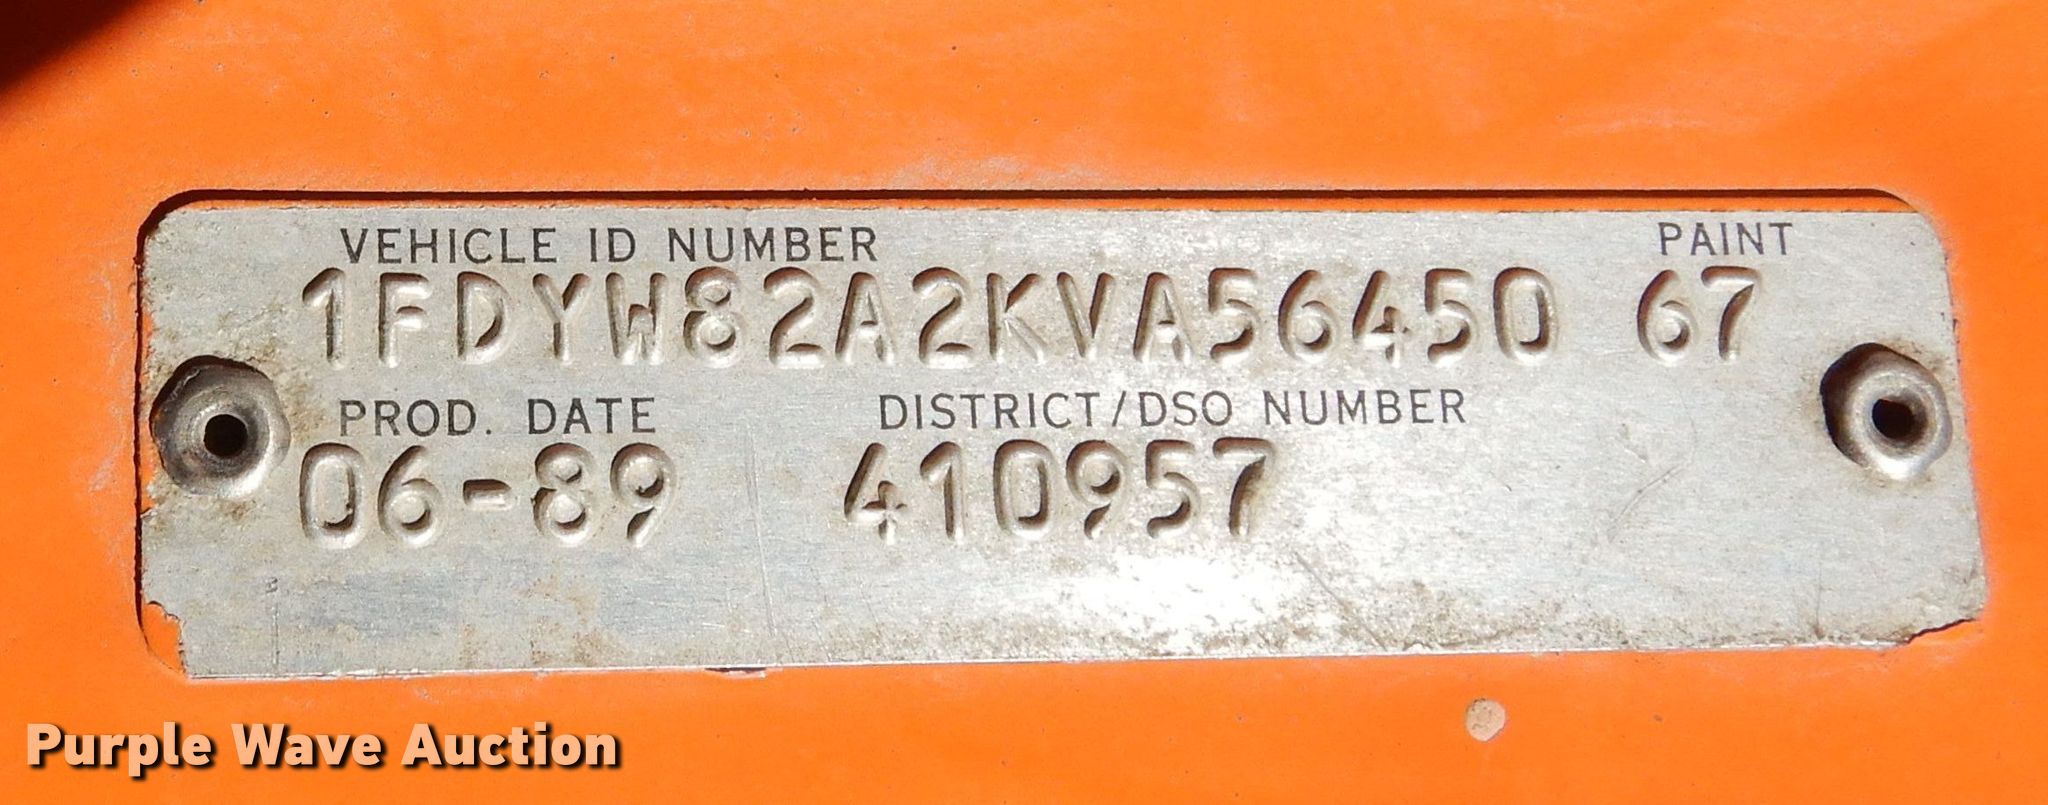 VEHICLE ID NUMBER PAINT
1FDYW82A2KVA56450 67
PROD. DATE DISTRICT/DSO NUMBER
06-89 410957
Purple Wave Auction